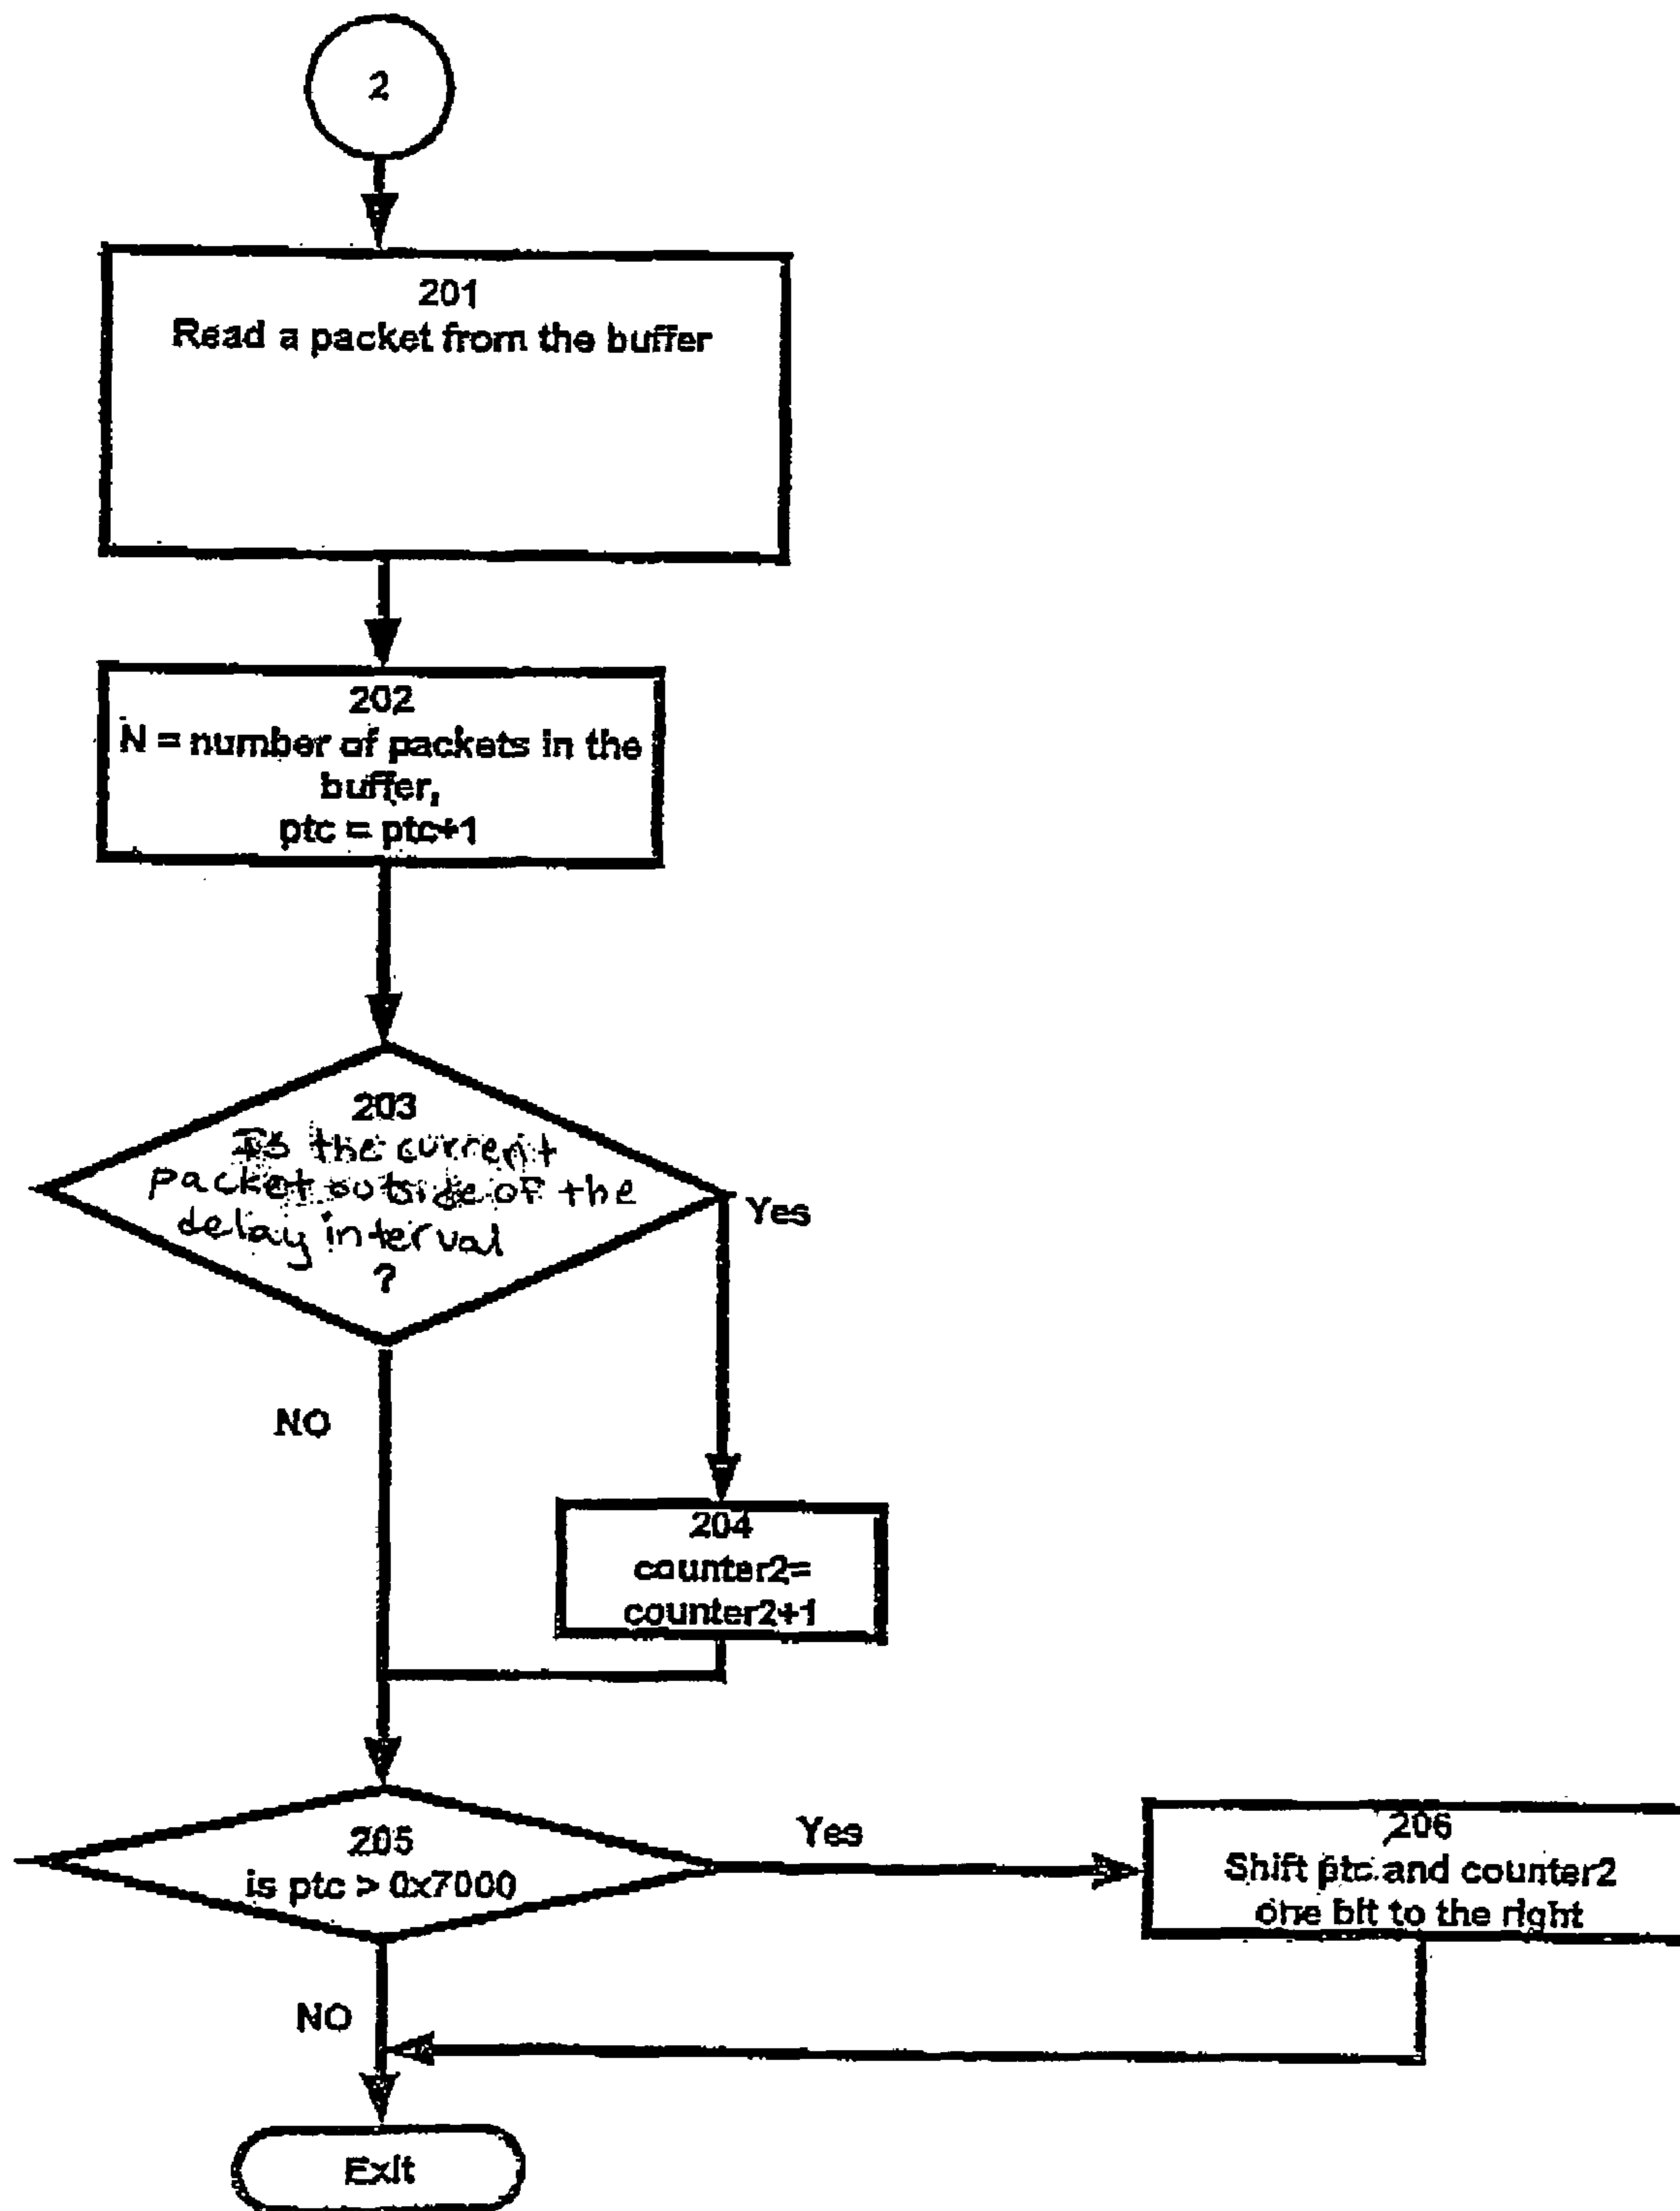 2
201
Read a packet from the buffer
202
N = number of packets in the
buffer,
ptc = ptc+1
203
Is the current
packet outside of the
delay interval
?
Yes
NO
204
counter2=
counter2+1
205
is ptc > 0x7000
Yes
206
Shift ptc and counter2
one bit to the right
NO
Exit